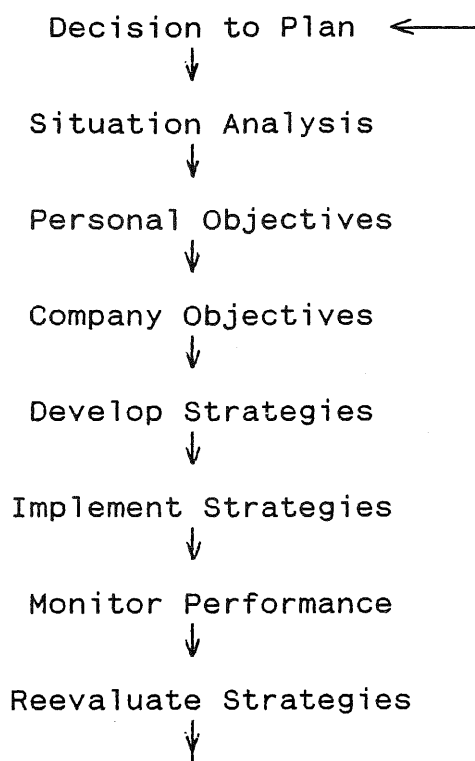 Decision to Plan
Situation Analysis
Personal Objectives
Company Objectives
Develop Strategies
Implement Strategies
Monitor Performance
Reevaluate Strategies